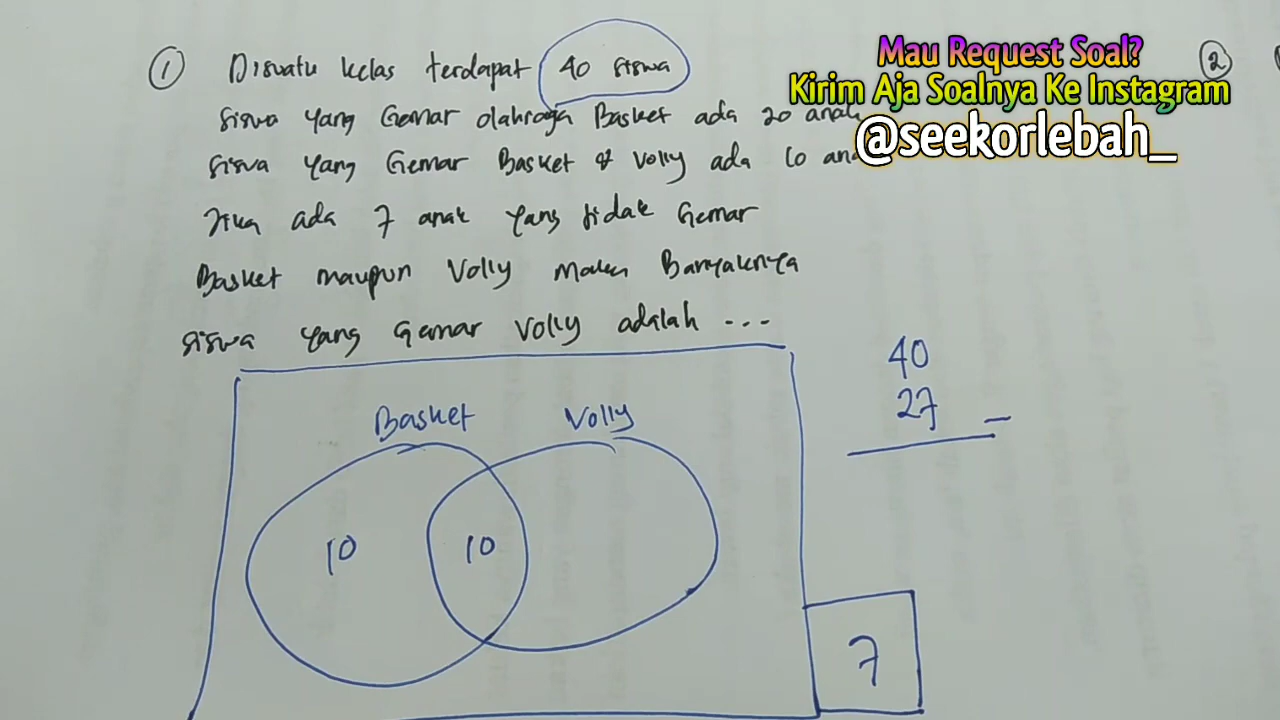 ① Disuatu kelas terdapat 40 siswa
siswa yang Gemar olahraga Basket ada 20 anak
siswa yang Gemar Basket & Volly ada 10
Jika ada 7 anak yang tidak Gemar
Basket maupun Volly Maka Banyaknya
siswa yang Gemar Volly adalah ...
Mau Request Soal?
Kirim Aja Soalnya Ke Instagram
@seekorlebah_
②
Basket Volly
10 10
7
40
27 –